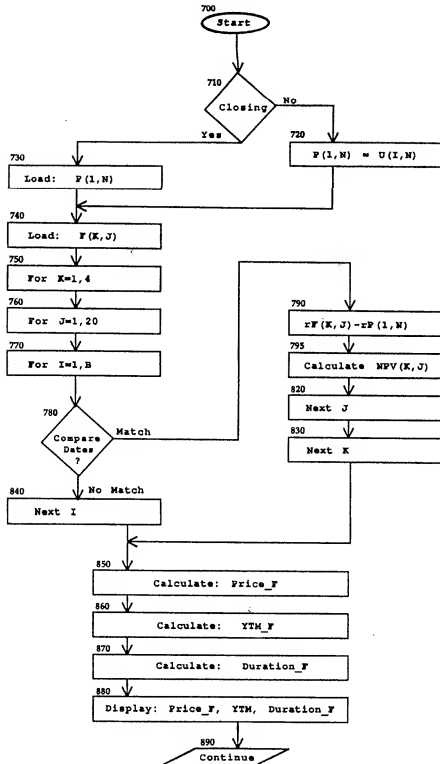 700
Start
710
Closing
No
Yes
720
P(1,N) = U(I,N)
730
Load: P(1,N)
740
Load: F(K,J)
750
For K=1,4
760
For J=1,20
770
For I=1,B
780
Compare
Dates
?
Match
No Match
790
rF(K,J)-rP(1,N)
795
Calculate NPV(K,J)
820
Next J
830
Next K
840
Next I
850
Calculate: Price_F
860
Calculate: YTM_F
870
Calculate: Duration_F
880
Display: Price_F, YTM, Duration_F
890
Continue